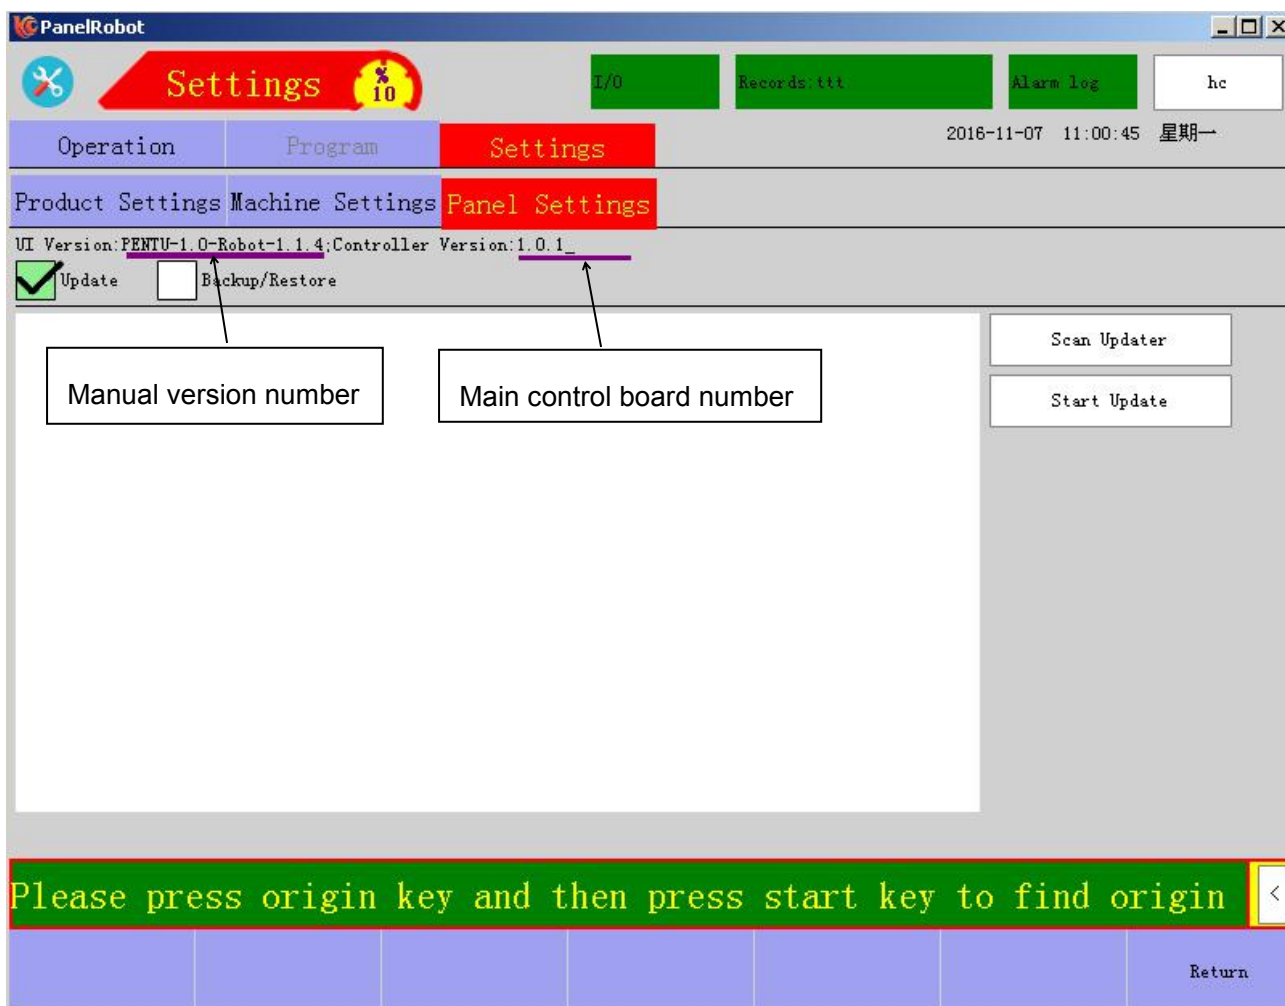 PanelRobot
Settings
%
10
I/O
Records:ttt
Alarm log
hc
Operation
Program
Settings
2016-11-07 11:00:45 星期一
Product Settings
Machine Settings
Panel Settings
UI Version:PENTU-1.0-Robot-1.1.4;Controller Version:1.0.1_
Update
Backup/Restore
Scan Updater
Manual version number
Main control board number
Start Update
Please press origin key and then press start key to find origin
<
Return